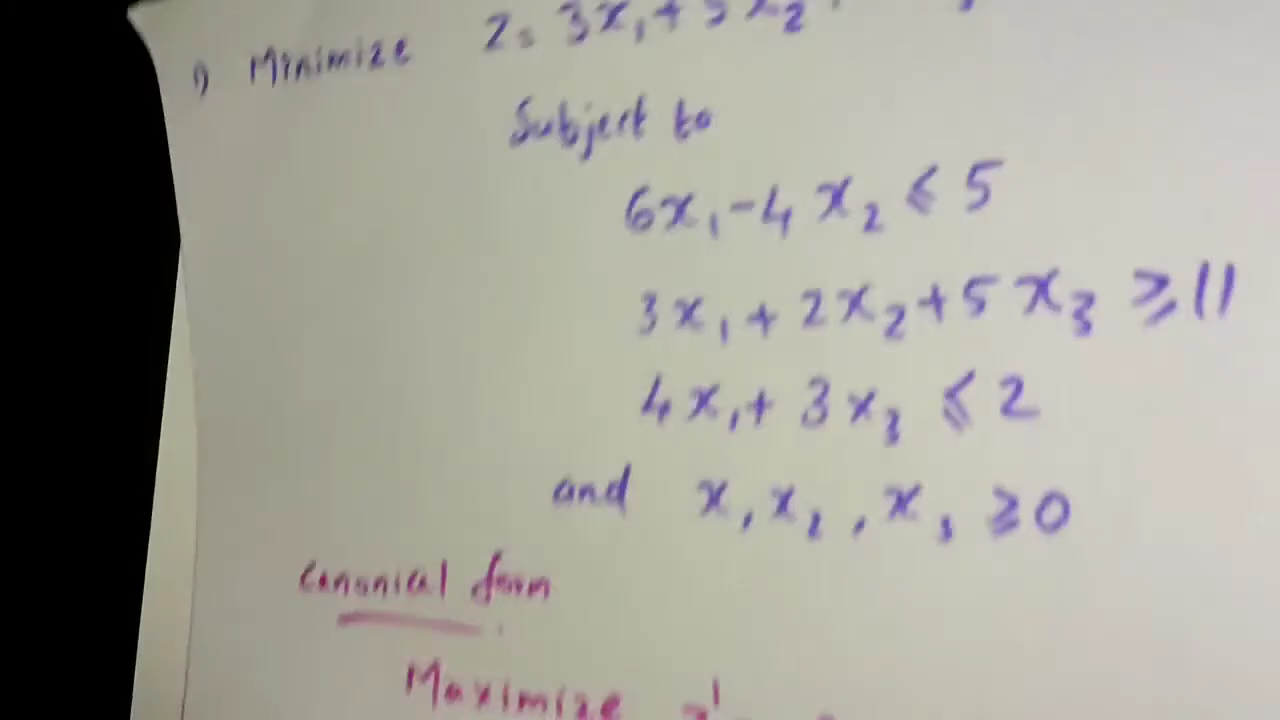 1) Minimize Z = 3x₁ + 5x₂
Subject to
6x₁ - 4x₂ ≤ 5
3x₁ + 2x₂ + 5x₃ ≥ 11
4x₁ + 3x₃ ≤ 2
and x₁, x₂, x₃ ≥ 0
Canonical form
Maximize z'